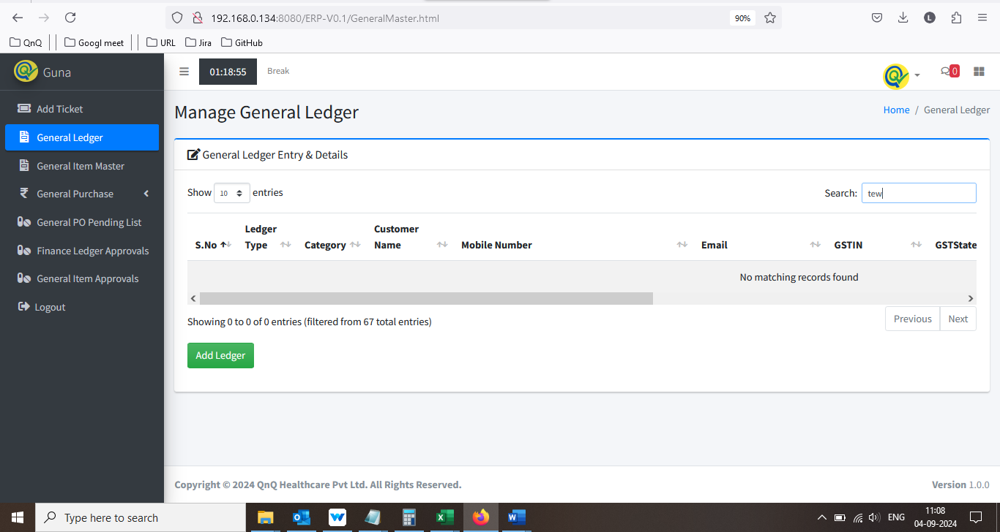 192.168.0.134:8080/ERP-V0.1/GeneralMaster.html
90%
L
QnQ
Googl meet
URL
Jira
GitHub
Guna
01:18:55
Break
0
Add Ticket
General Ledger
General Item Master
General Purchase
General PO Pending List
Finance Ledger Approvals
General Item Approvals
Logout
Manage General Ledger
Home / General Ledger
General Ledger Entry & Details
Show 10 entries
Search: tew
S.No
Ledger Type
Category
Customer Name
Mobile Number
Email
GSTIN
GSTState
No matching records found
Showing 0 to 0 of 0 entries (filtered from 67 total entries)
Previous
Next
Add Ledger
Copyright © 2024 QnQ Healthcare Pvt Ltd. All Rights Reserved.
Version 1.0.0
Type here to search
ENG
11:08
04-09-2024